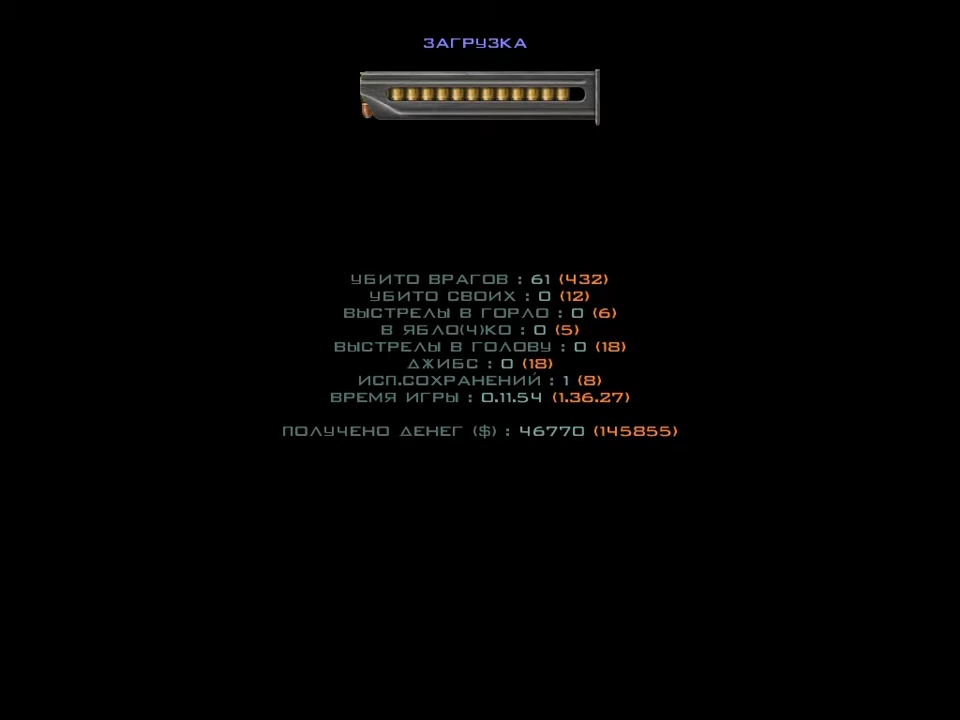 ЗАГРУЗКА
УБИТО ВРАГОВ : 61 (432)
УБИТО СВОИХ : 0 (12)
ВЫСТРЕЛЫ В ГОРЛО : 0 (6)
В ЯБЛО(Ч)КО : 0 (5)
ВЫСТРЕЛЫ В ГОЛОВУ : 0 (18)
ДЖИБС : 0 (18)
ИСП.СОХРАНЕНИЙ : 1 (8)
ВРЕМЯ ИГРЫ : 0.11.54 (1.36.27)
ПОЛУЧЕНО ДЕНЕГ ($) : 46770 (145855)